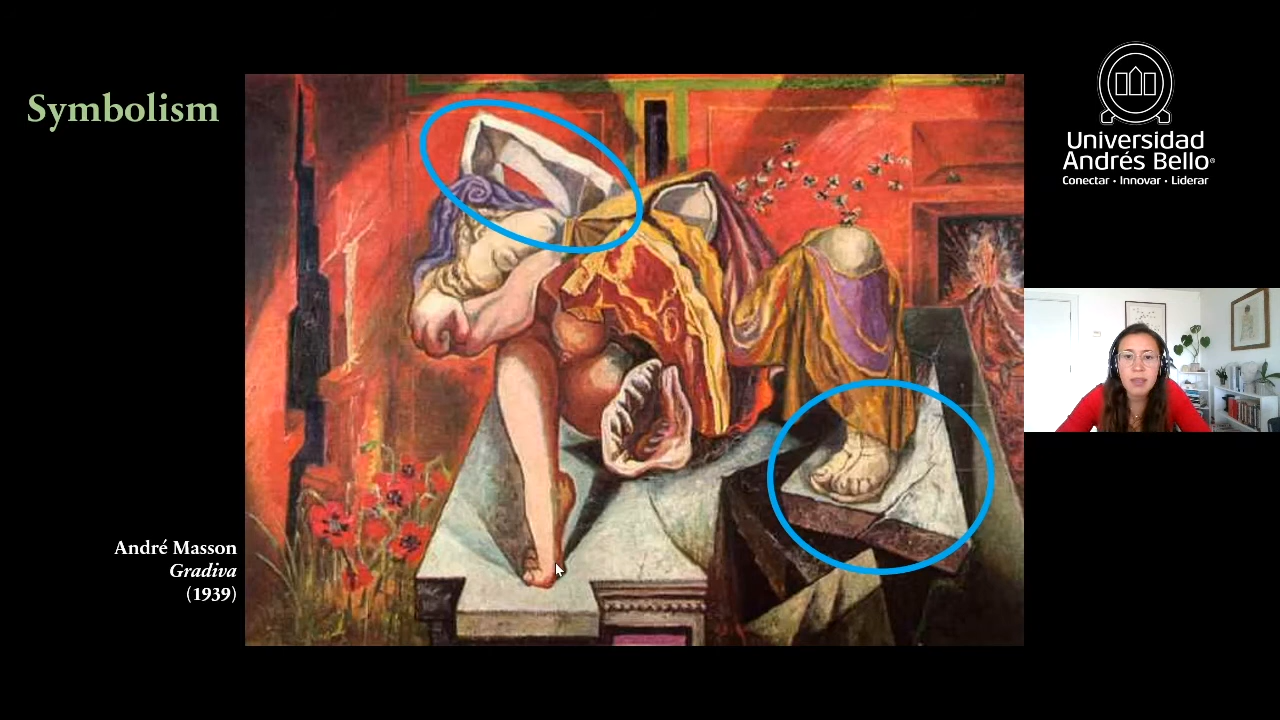 Symbolism
André Masson
Gradiva
(1939)
Universidad
Andrés Bello®
Conectar • Innovar • Liderar